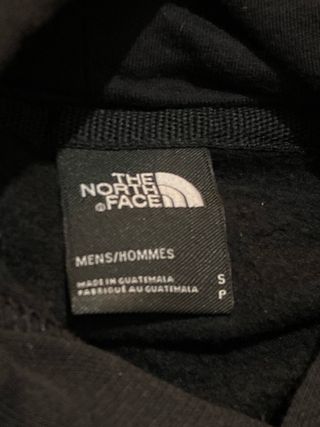 THE
NORTH
® FACE
MENS/HOMMES
MADE IN GUATEMALA
FABRIQUÉ AU GUATEMALA
S
P